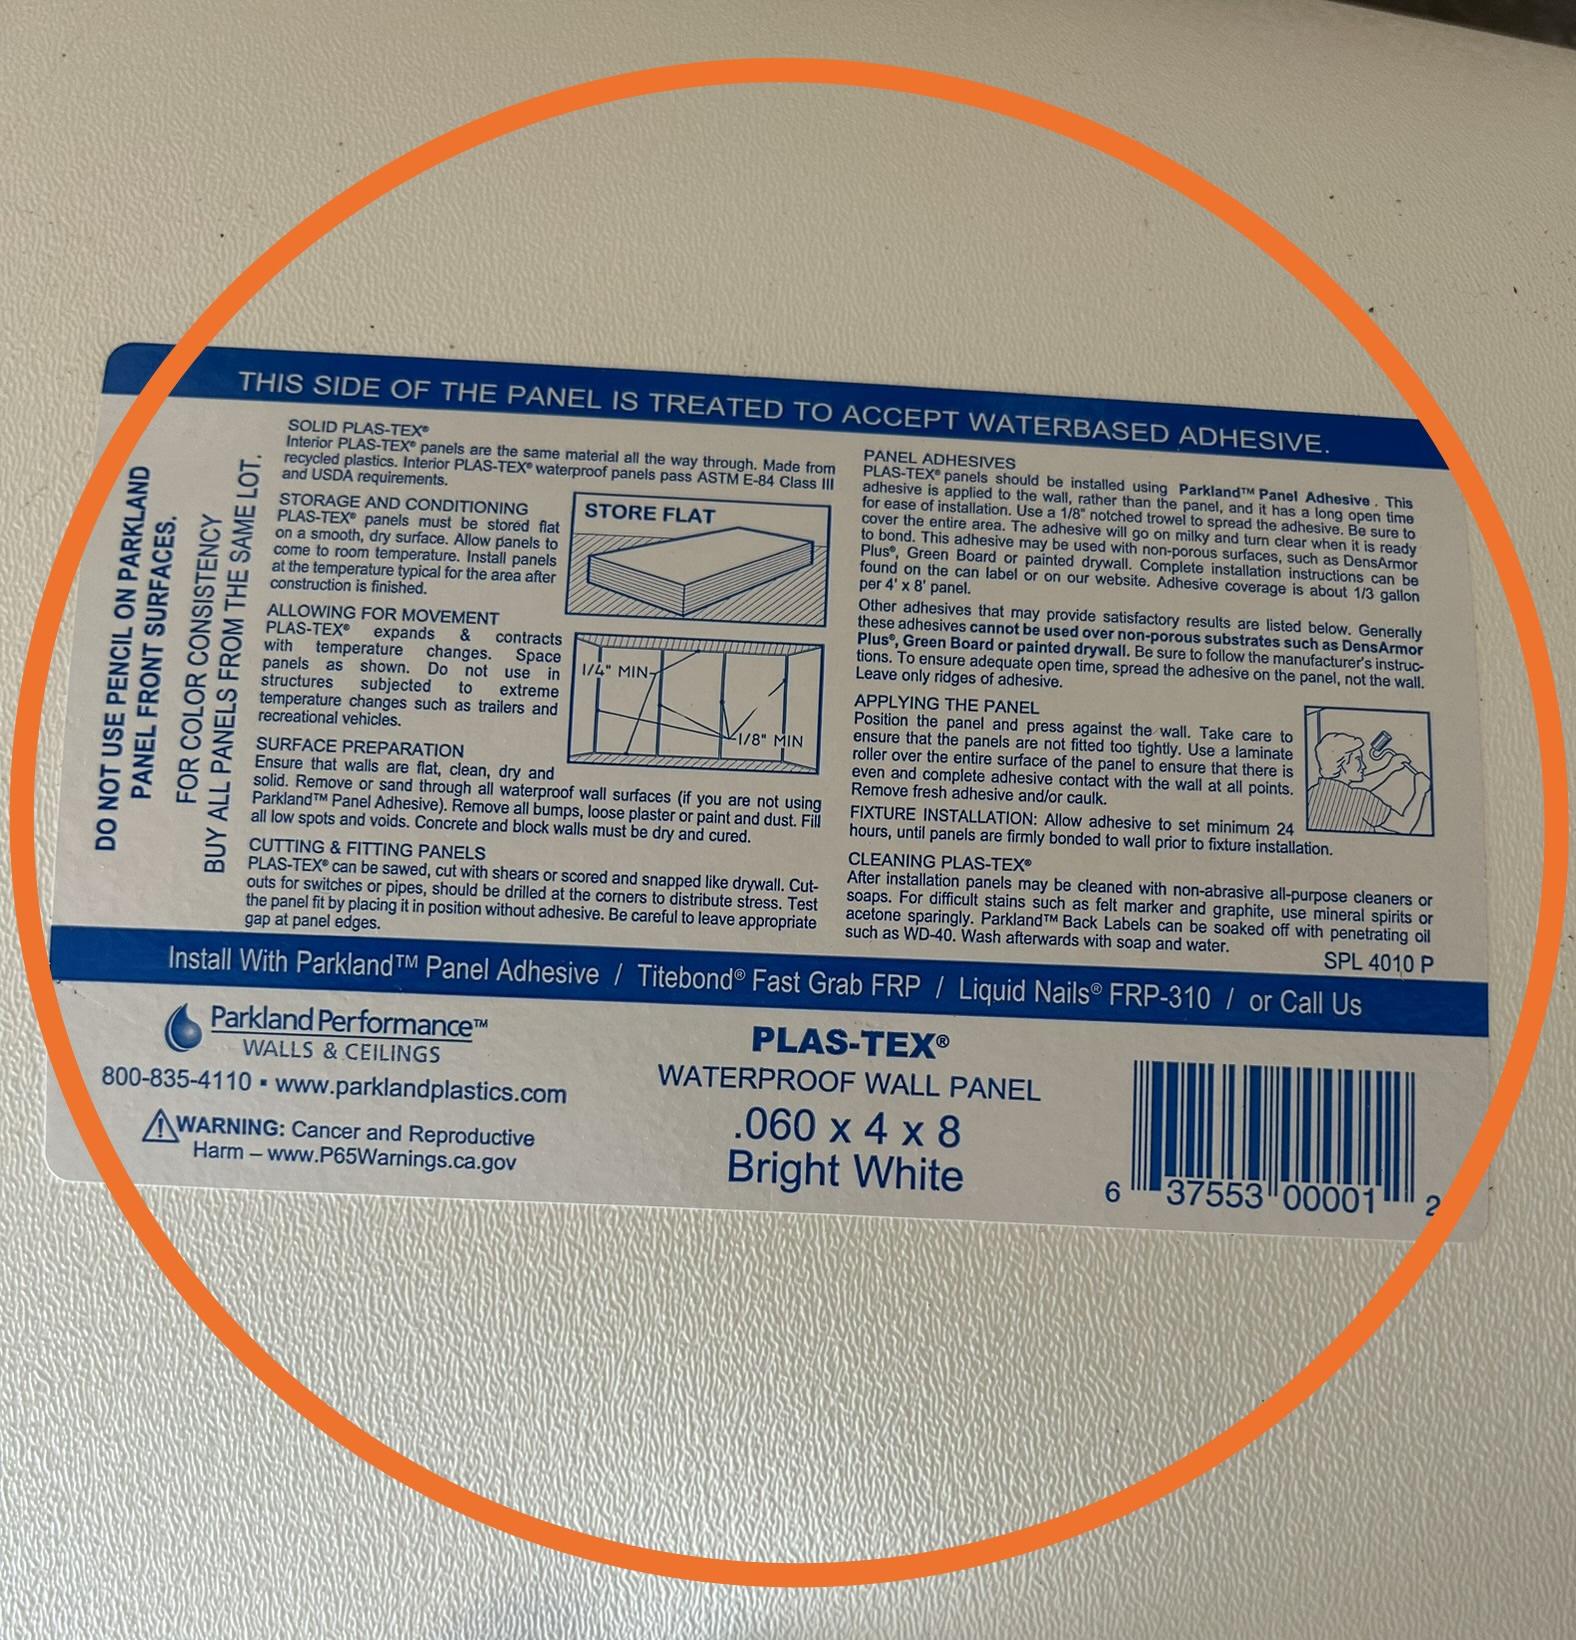 THIS SIDE OF THE PANEL IS TREATED TO ACCEPT WATERBASED ADHESIVE.
DO NOT USE PENCIL ON PARKLAND
PANEL FRONT SURFACES.
FOR COLOR CONSISTENCY
BUY ALL PANELS FROM THE SAME LOT.
SOLID PLAS-TEX®
Interior PLAS-TEX® panels are the same material all the way through. Made from
recycled plastics. Interior PLAS-TEX® waterproof panels pass ASTM E-84 Class III
and USDA requirements.
STORAGE AND CONDITIONING
PLAS-TEX® panels must be stored flat
on a smooth, dry surface. Allow panels to
come to room temperature. Install panels
at the temperature typical for the area after
construction is finished.
STORE FLAT
ALLOWING FOR MOVEMENT
PLAS-TEX® expands & contracts
with temperature changes. Space
panels as shown. Do not use in
structures subjected to extreme
temperature changes such as trailers and
recreational vehicles.
1/4" MIN
1/8" MIN
SURFACE PREPARATION
Ensure that walls are flat, clean, dry and
solid. Remove or sand through all waterproof wall surfaces (if you are not using
Parkland™ Panel Adhesive). Remove all bumps, loose plaster or paint and dust. Fill
all low spots and voids. Concrete and block walls must be dry and cured.
CUTTING & FITTING PANELS
PLAS-TEX® can be sawed, cut with shears or scored and snapped like drywall. Cut-
outs for switches or pipes, should be drilled at the corners to distribute stress. Test
the panel fit by placing it in position without adhesive. Be careful to leave appropriate
gap at panel edges.
PANEL ADHESIVES
PLAS-TEX® panels should be installed using Parkland™ Panel Adhesive . This
adhesive is applied to the wall, rather than the panel, and it has a long open time
for ease of installation. Use a 1/8" notched trowel to spread the adhesive. Be sure to
cover the entire area. The adhesive will go on milky and turn clear when it is ready
to bond. This adhesive may be used with non-porous surfaces, such as DensArmor
Plus®, Green Board or painted drywall. Complete installation instructions can be
found on the can label or on our website. Adhesive coverage is about 1/3 gallon
per 4' x 8' panel.
Other adhesives that may provide satisfactory results are listed below. Generally
these adhesives cannot be used over non-porous substrates such as DensArmor
Plus®, Green Board or painted drywall. Be sure to follow the manufacturer's instruc-
tions. To ensure adequate open time, spread the adhesive on the panel, not the wall.
Leave only ridges of adhesive.
APPLYING THE PANEL
Position the panel and press against the wall. Take care to
ensure that the panels are not fitted too tightly. Use a laminate
roller over the entire surface of the panel to ensure that there is
even and complete adhesive contact with the wall at all points.
Remove fresh adhesive and/or caulk.
FIXTURE INSTALLATION: Allow adhesive to set minimum 24
hours, until panels are firmly bonded to wall prior to fixture installation.
CLEANING PLAS-TEX®
After installation panels may be cleaned with non-abrasive all-purpose cleaners or
soaps. For difficult stains such as felt marker and graphite, use mineral spirits or
acetone sparingly. Parkland™ Back Labels can be soaked off with penetrating oil
such as WD-40. Wash afterwards with soap and water.
SPL 4010 P
Install With Parkland™ Panel Adhesive / Titebond® Fast Grab FRP / Liquid Nails® FRP-310 / or Call Us
Parkland Performance™
WALLS & CEILINGS
800-835-4110 ▪ www.parklandplastics.com
WARNING: Cancer and Reproductive
Harm – www.P65Warnings.ca.gov
PLAS-TEX®
WATERPROOF WALL PANEL
.060 x 4 x 8
Bright White
6 37553 00001 2